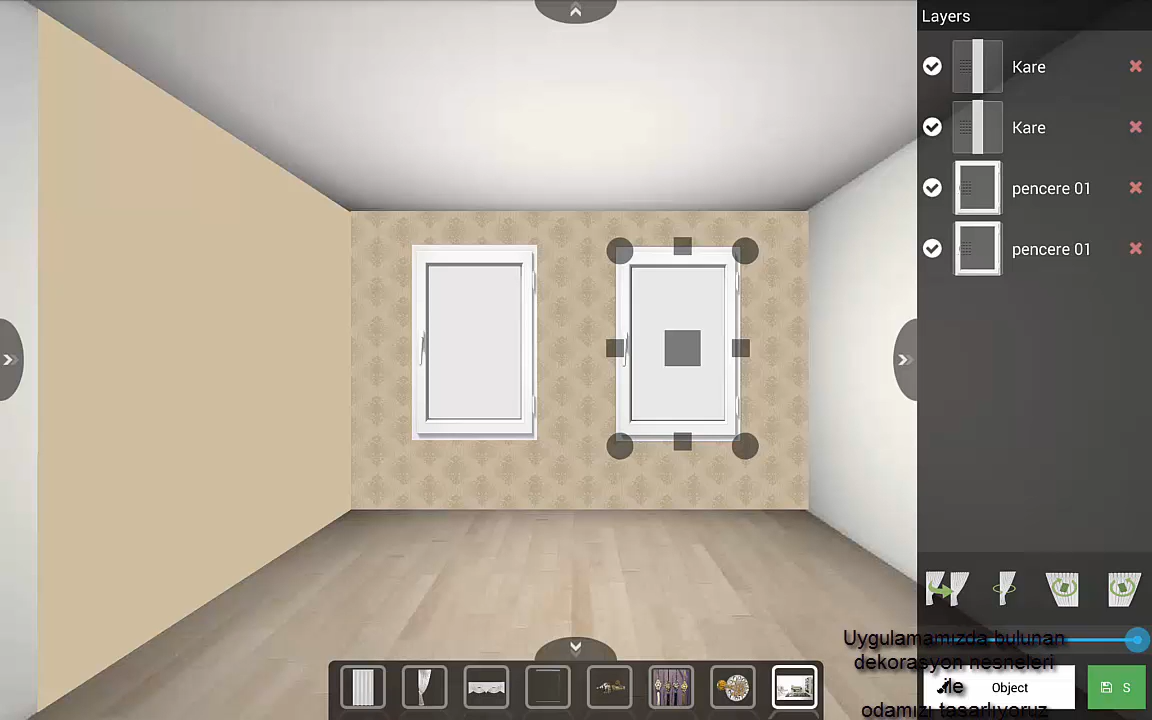 Layers
Kare
Kare
pencere 01
pencere 01
Uygulamamızda bulunan
dekorasyon nesneleri
ile
odamızı tasarlıyoruz
Object
S